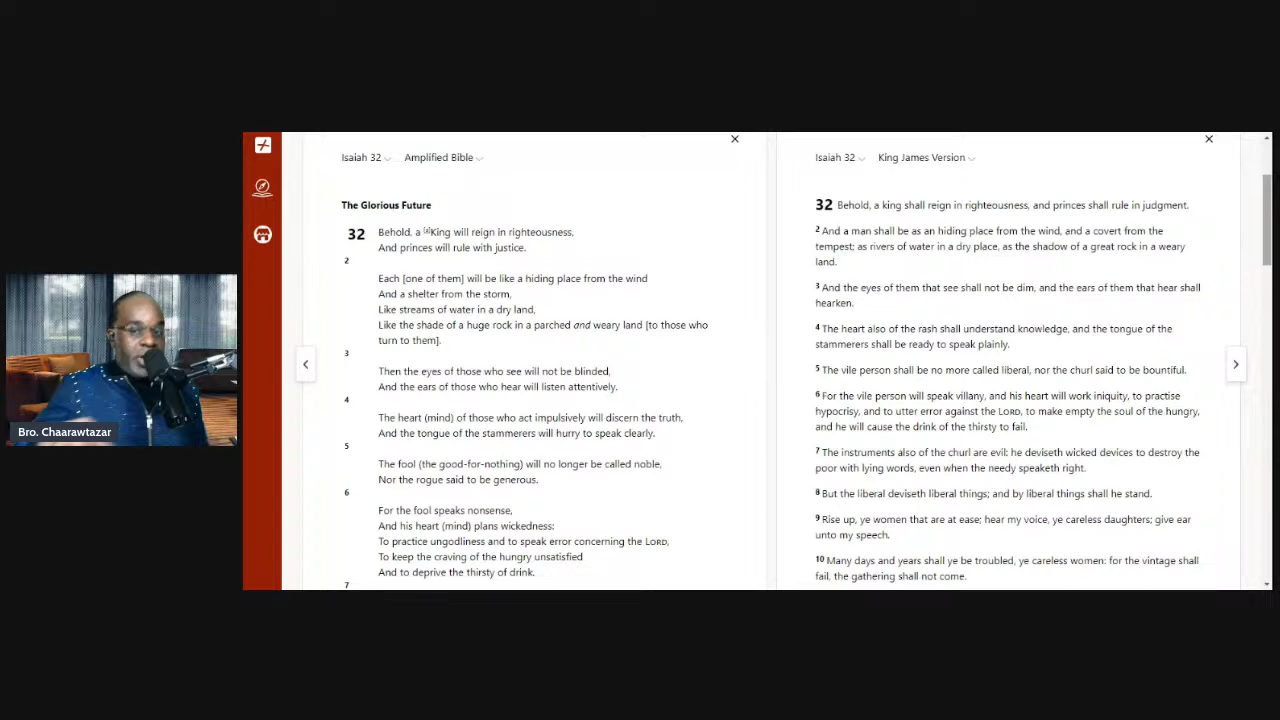 Bro. Chaarawtazar
Isaiah 32
Amplified Bible
The Glorious Future
32 Behold, a [a]King will reign in righteousness,
And princes will rule with justice.
2
Each [one of them] will be like a hiding place from the wind
And a shelter from the storm,
Like streams of water in a dry land,
Like the shade of a huge rock in a parched and weary land [to those who
turn to them].
3
Then the eyes of those who see will not be blinded,
And the ears of those who hear will listen attentively.
4
The heart (mind) of those who act impulsively will discern the truth,
And the tongue of the stammerers will hurry to speak clearly.
5
The fool (the good-for-nothing) will no longer be called noble,
Nor the rogue said to be generous.
6
For the fool speaks nonsense,
And his heart (mind) plans wickedness:
To practice ungodliness and to speak error concerning the LORD,
To keep the craving of the hungry unsatisfied
And to deprive the thirsty of drink.
7
Isaiah 32
King James Version
32 Behold, a king shall reign in righteousness, and princes shall rule in judgment.
2 And a man shall be as an hiding place from the wind, and a covert from the
tempest; as rivers of water in a dry place, as the shadow of a great rock in a weary
land.
3 And the eyes of them that see shall not be dim, and the ears of them that hear shall
hearken.
4 The heart also of the rash shall understand knowledge, and the tongue of the
stammerers shall be ready to speak plainly.
5 The vile person shall be no more called liberal, nor the churl said to be bountiful.
6 For the vile person will speak villany, and his heart will work iniquity, to practise
hypocrisy, and to utter error against the LORD, to make empty the soul of the hungry,
and he will cause the drink of the thirsty to fail.
7 The instruments also of the churl are evil: he deviseth wicked devices to destroy the
poor with lying words, even when the needy speaketh right.
8 But the liberal deviseth liberal things; and by liberal things shall he stand.
9 Rise up, ye women that are at ease; hear my voice, ye careless daughters; give ear
unto my speech.
10 Many days and years shall ye be troubled, ye careless women: for the vintage shall
fail, the gathering shall not come.